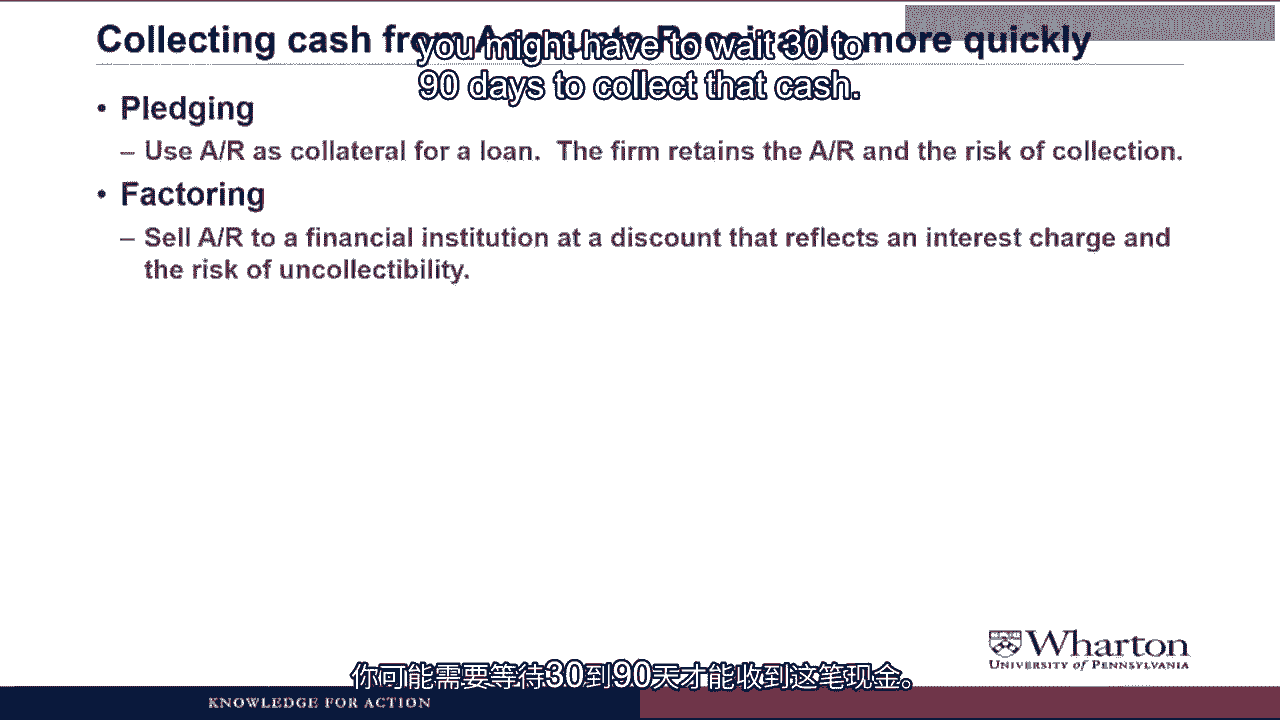 Collecting cash from Accounts Receivable more quickly
you might have to wait 30 to
90 days to collect that cash.
• Pledging
– Use A/R as collateral for a loan. The firm retains the A/R and the risk of collection.
• Factoring
– Sell A/R to a financial institution at a discount that reflects an interest charge and
the risk of uncollectibility.
Wharton
UNIVERSITY of PENNSYLVANIA
你可能需要等待30到90天才能收到这笔现金。
KNOWLEDGE FOR ACTION